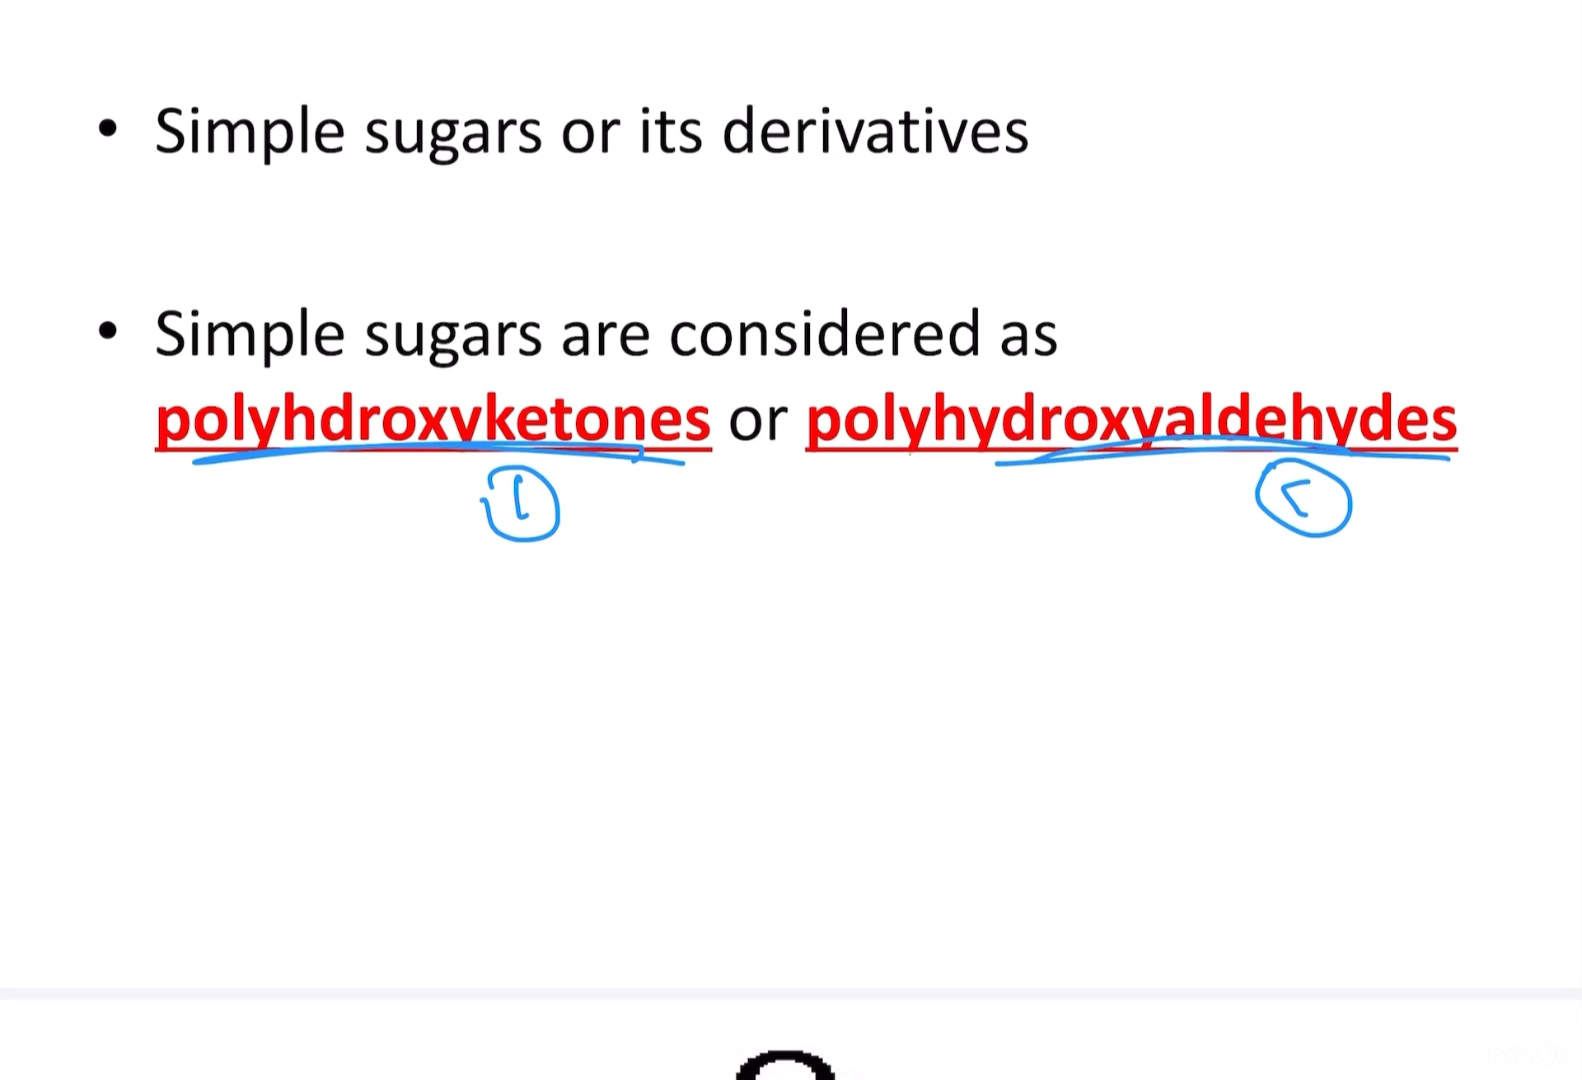 • Simple sugars or its derivatives
• Simple sugars are considered as
polyhdroxyketones or polyhydroxyaldehydes